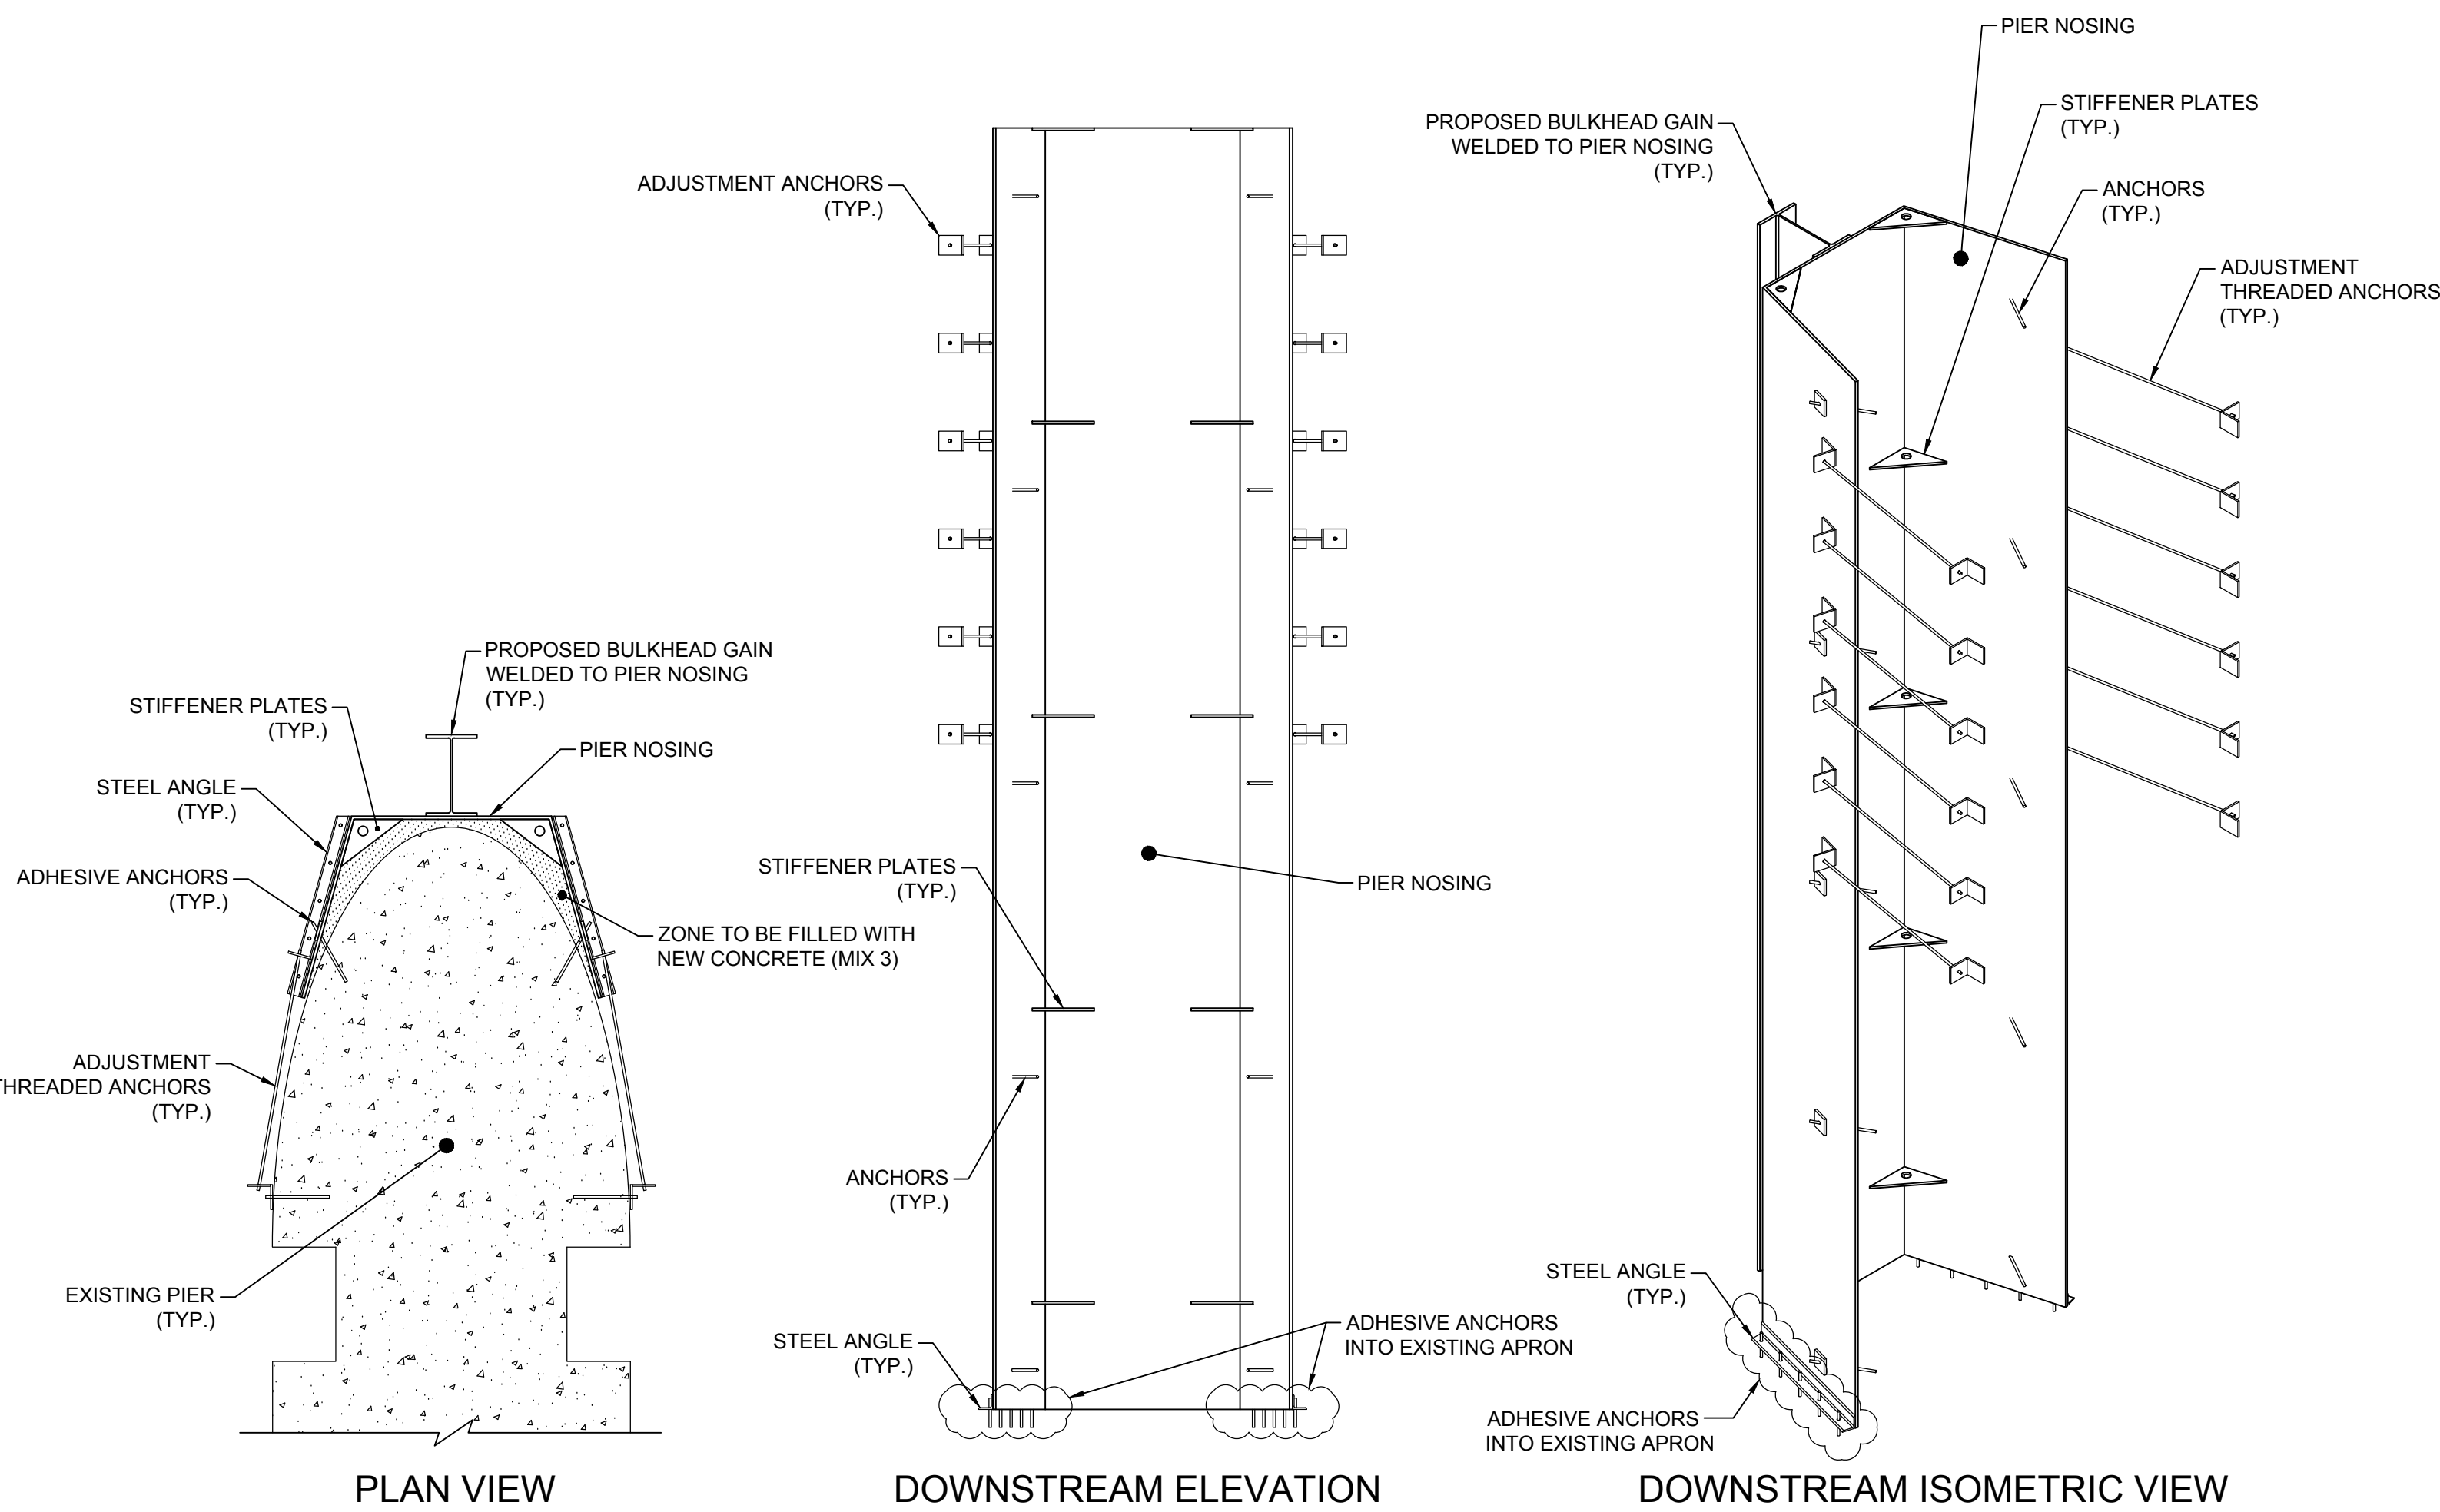 PROPOSED BULKHEAD GAIN
WELDED TO PIER NOSING
(TYP.)
STIFFENER PLATES
(TYP.)
PIER NOSING
STEEL ANGLE
(TYP.)
ADHESIVE ANCHORS
(TYP.)
ZONE TO BE FILLED WITH
NEW CONCRETE (MIX 3)
ADJUSTMENT
THREADED ANCHORS
(TYP.)
EXISTING PIER
(TYP.)
PLAN VIEW
ADJUSTMENT ANCHORS
(TYP.)
STIFFENER PLATES
(TYP.)
PIER NOSING
ANCHORS
(TYP.)
STEEL ANGLE
(TYP.)
ADHESIVE ANCHORS
INTO EXISTING APRON
DOWNSTREAM ELEVATION
PIER NOSING
STIFFENER PLATES
(TYP.)
PROPOSED BULKHEAD GAIN
WELDED TO PIER NOSING
(TYP.)
ANCHORS
(TYP.)
ADJUSTMENT
THREADED ANCHORS
(TYP.)
STEEL ANGLE
(TYP.)
ADHESIVE ANCHORS
INTO EXISTING APRON
DOWNSTREAM ISOMETRIC VIEW